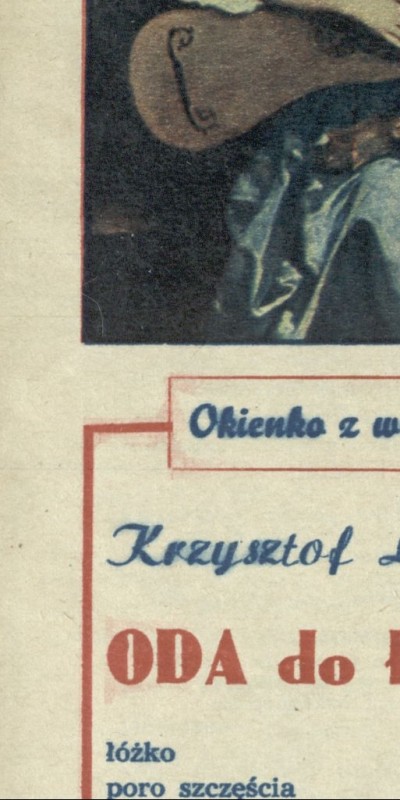 Okienko z w
Krzysztof
ODA do ł
łóżko
poro szczęścia